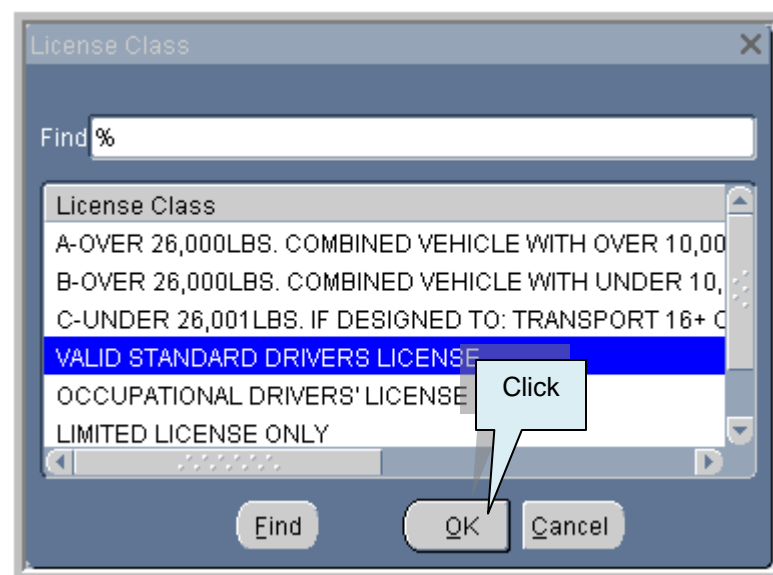 License Class
Find %
License Class
A-OVER 26,000LBS. COMBINED VEHICLE WITH OVER 10,00
B-OVER 26,000LBS. COMBINED VEHICLE WITH UNDER 10,
C-UNDER 26,001LBS. IF DESIGNED TO: TRANSPORT 16+
VALID STANDARD DRIVERS LICENSE
OCCUPATIONAL DRIVERS' LICENSE
Click
LIMITED LICENSE ONLY
Find OK Cancel